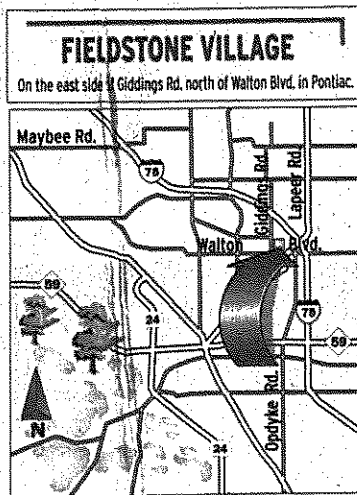 FIELDSTONE VILLAGE
On the east side of Giddings Rd. north of Walton Blvd. in Pontiac.
Maybee Rd.
75
Giddings Rd.
Lapeer Rd.
Walton Blvd.
59
24
75
59
Opdyke Rd.
24
N